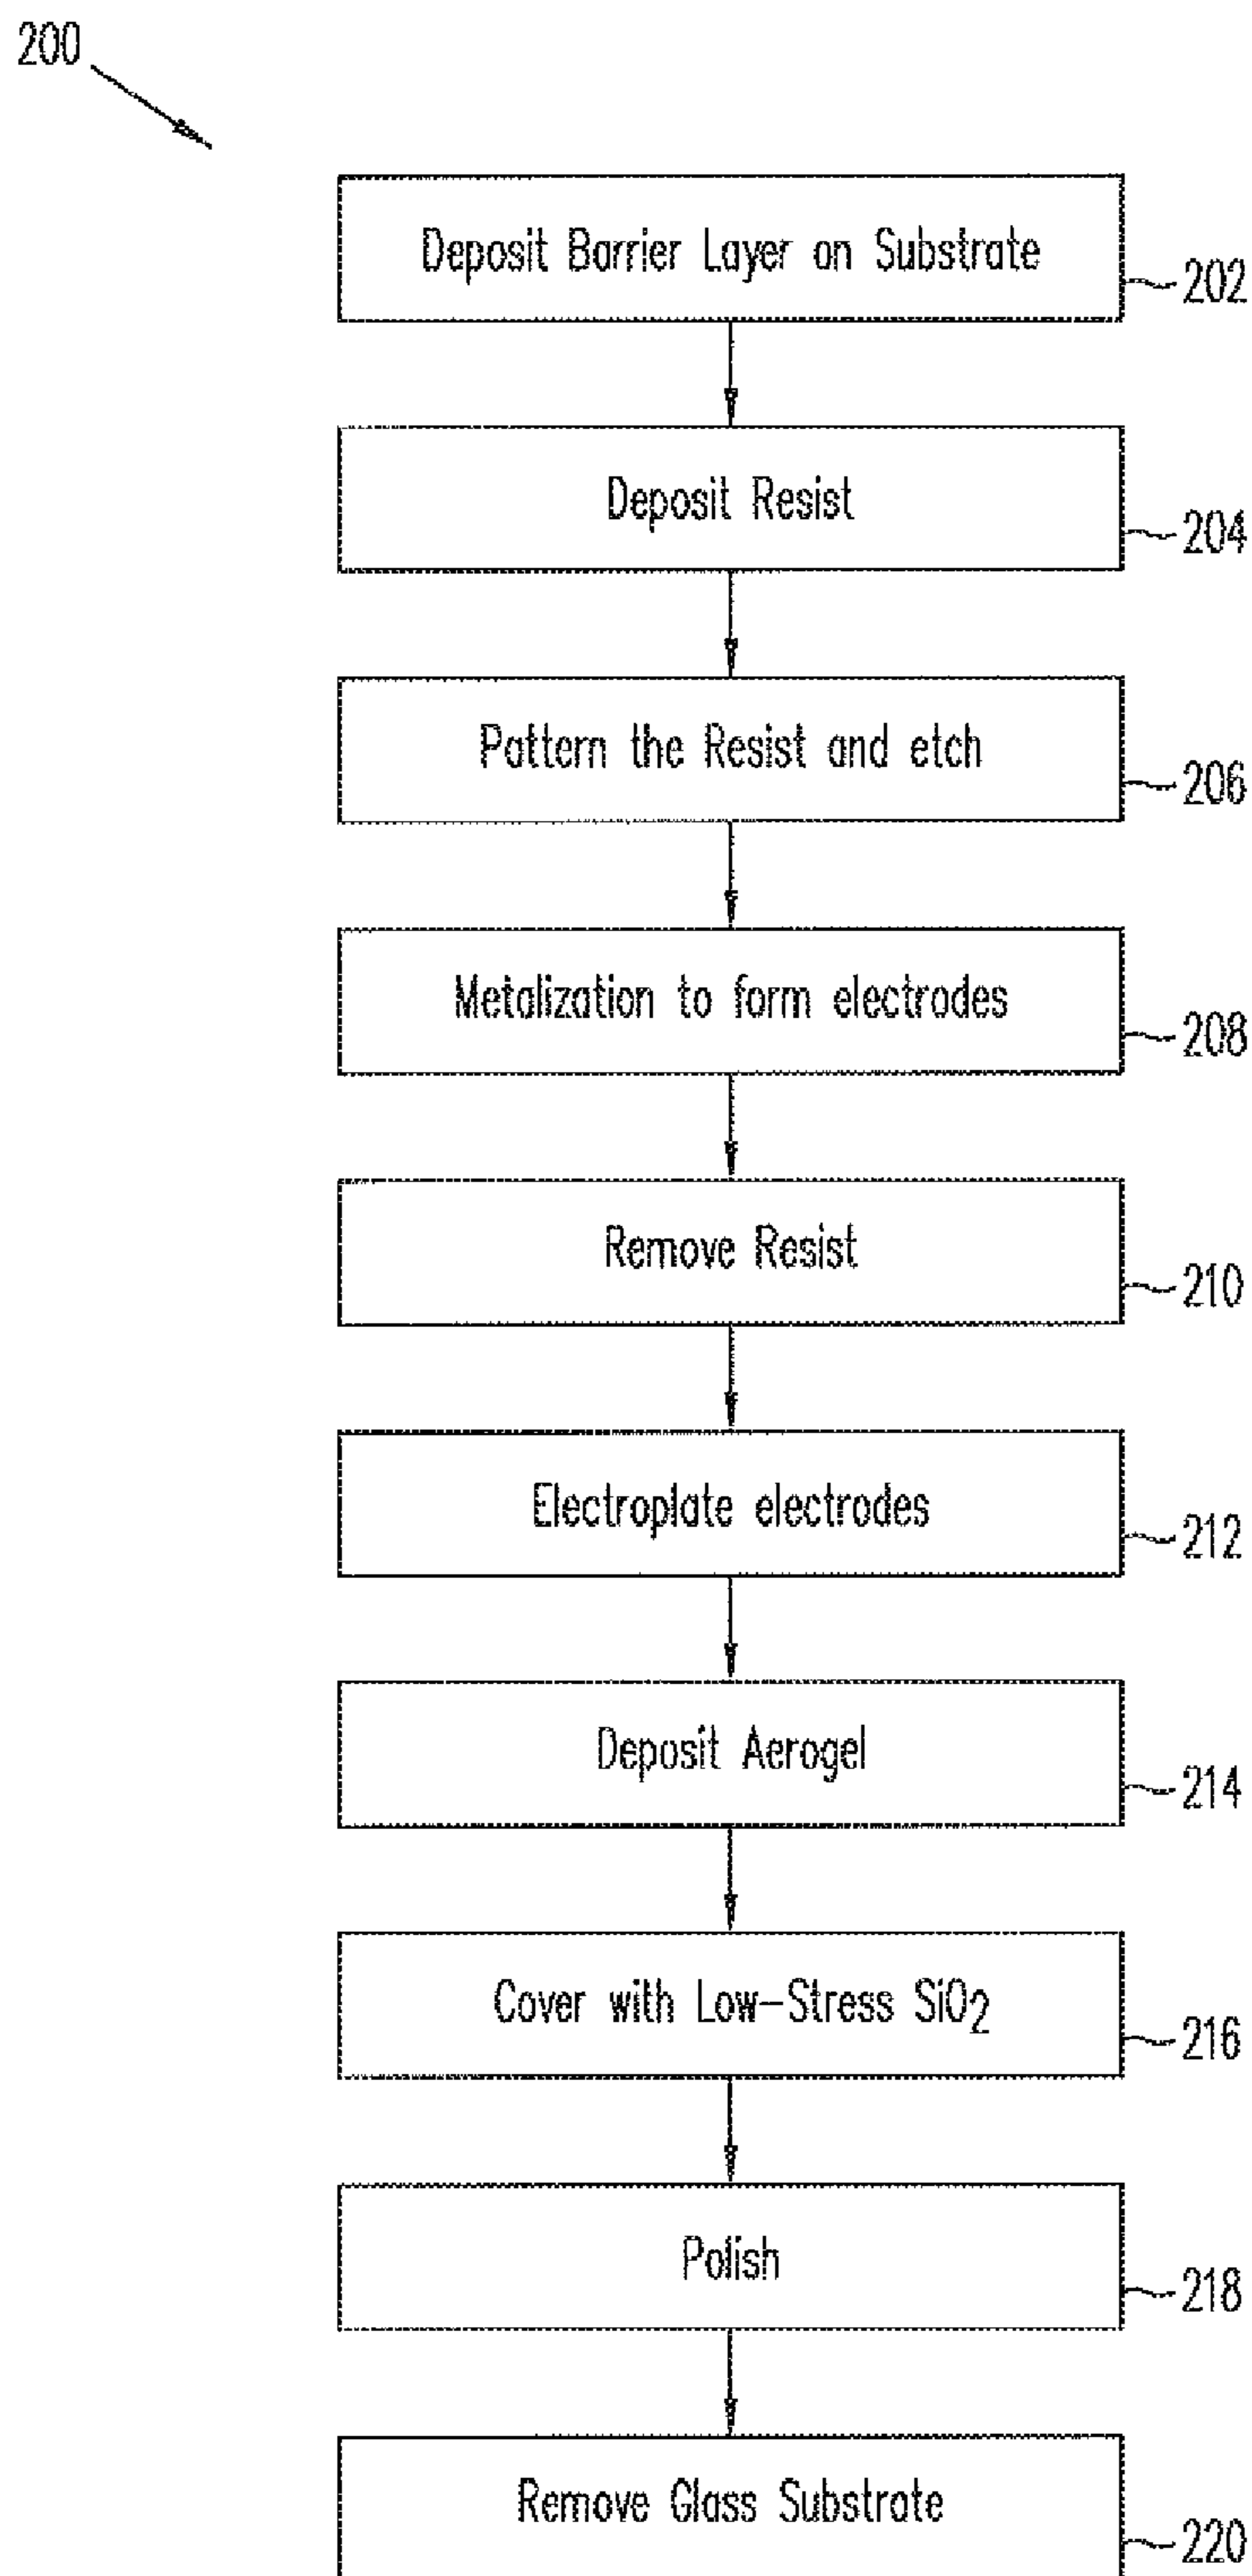 200
Deposit Barrier Layer on Substrate
202
Deposit Resist
204
Pattern the Resist and etch
206
Metalization to form electrodes
208
Remove Resist
210
Electroplate electrodes
212
Deposit Aerogel
214
Cover with Low-Stress SiO2
216
Polish
218
Remove Glass Substrate
220